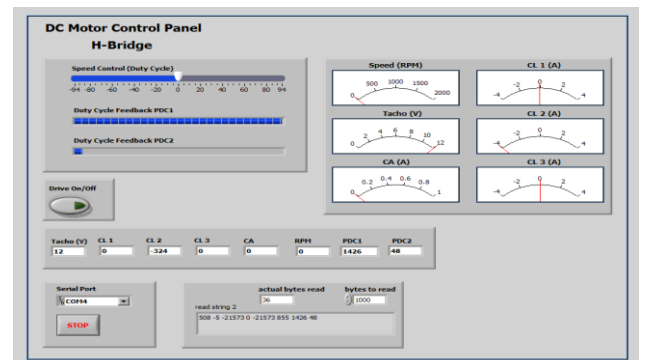 DC Motor Control Panel
H-Bridge
Speed Control (Duty Cycle)
-94 -80 -60 -40 -20 0 20 40 60 80 94
Duty Cycle Feedback PDC1
Duty Cycle Feedback PDC2
Speed (RPM)
0 500 1000 1500 2000
CL 1 (A)
-4 -2 0 2 4
Tacho (V)
0 2 4 6 8 10 12
CL 2 (A)
-4 -2 0 2 4
CA (A)
0 0.2 0.4 0.6 0.8 1
CL 3 (A)
-4 -2 0 2 4
Drive On/Off
Tacho (V) CL 1 CL 2 CL 3 CA RPM PDC1 PDC2
12 0 -324 0 0 0 1426 48
Serial Port
COM4
STOP
actual bytes read bytes to read
36 1000
read string 2
508 -5 -21573 0 -21573 855 1426 48